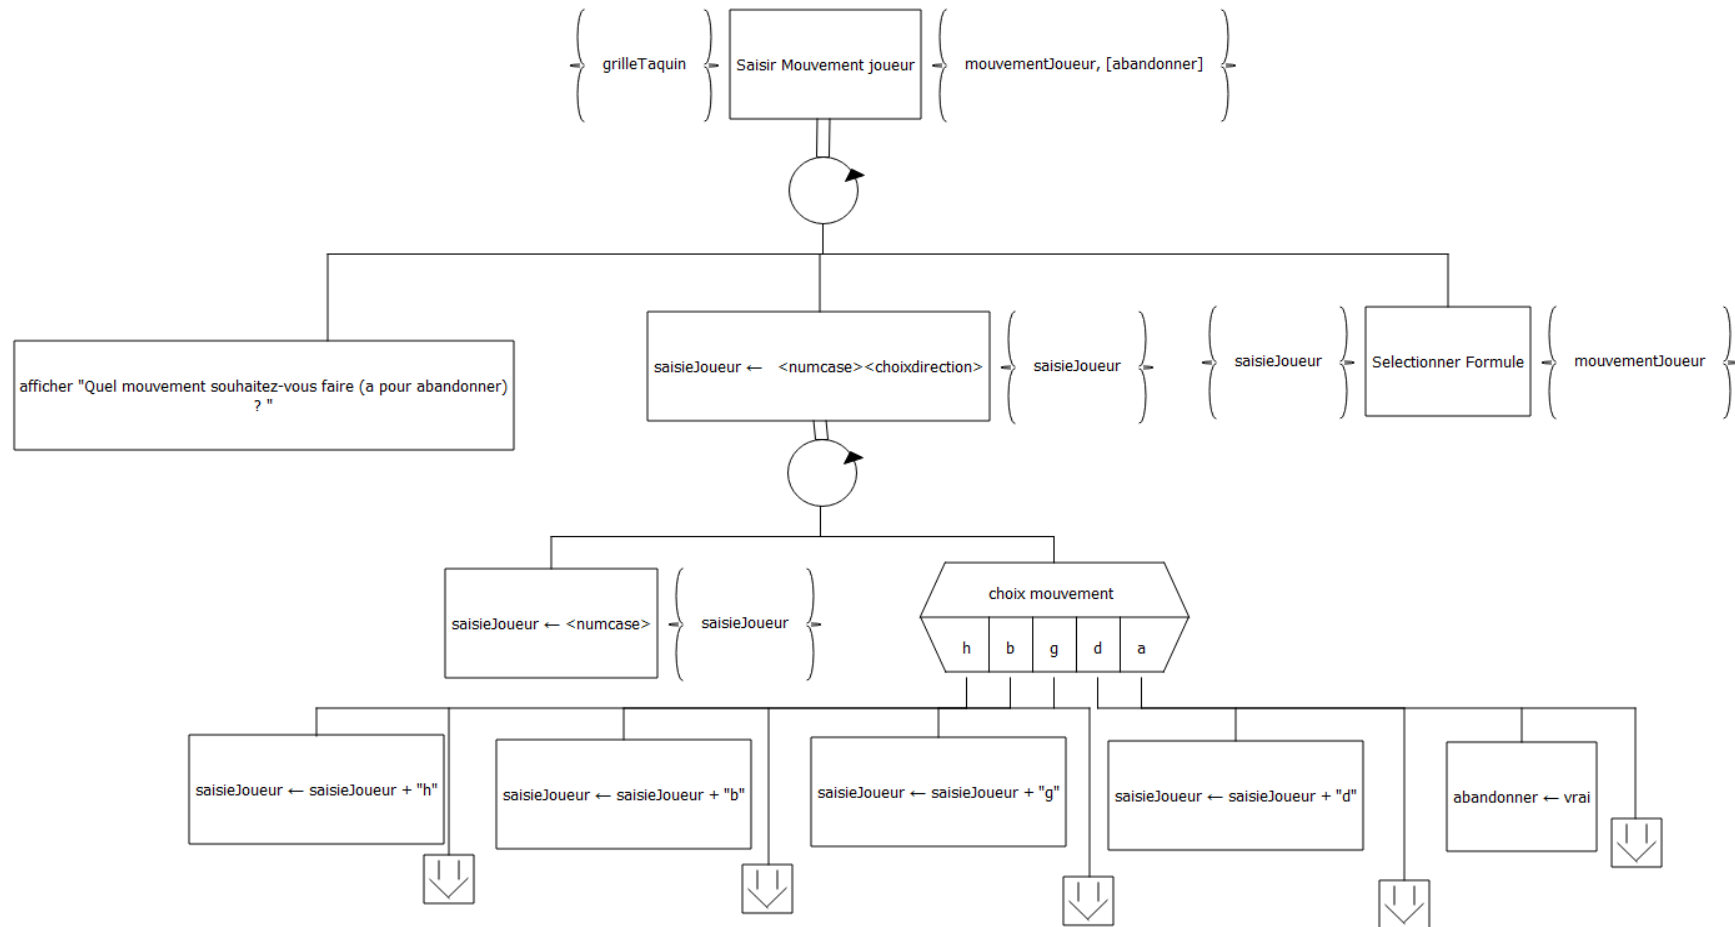 grilleTaquin
Saisir Mouvement joueur
mouvementJoueur, [abandonner]
afficher "Quel mouvement souhaitez-vous faire (a pour abandonner)
? "
saisieJoueur ← <numcase><choixdirection>
saisieJoueur
saisieJoueur
Selectionner Formule
mouvementJoueur
saisieJoueur ← <numcase>
saisieJoueur
choix mouvement
h
b
g
d
a
saisieJoueur ← saisieJoueur + "h"
saisieJoueur ← saisieJoueur + "b"
saisieJoueur ← saisieJoueur + "g"
saisieJoueur ← saisieJoueur + "d"
abandonner ← vrai